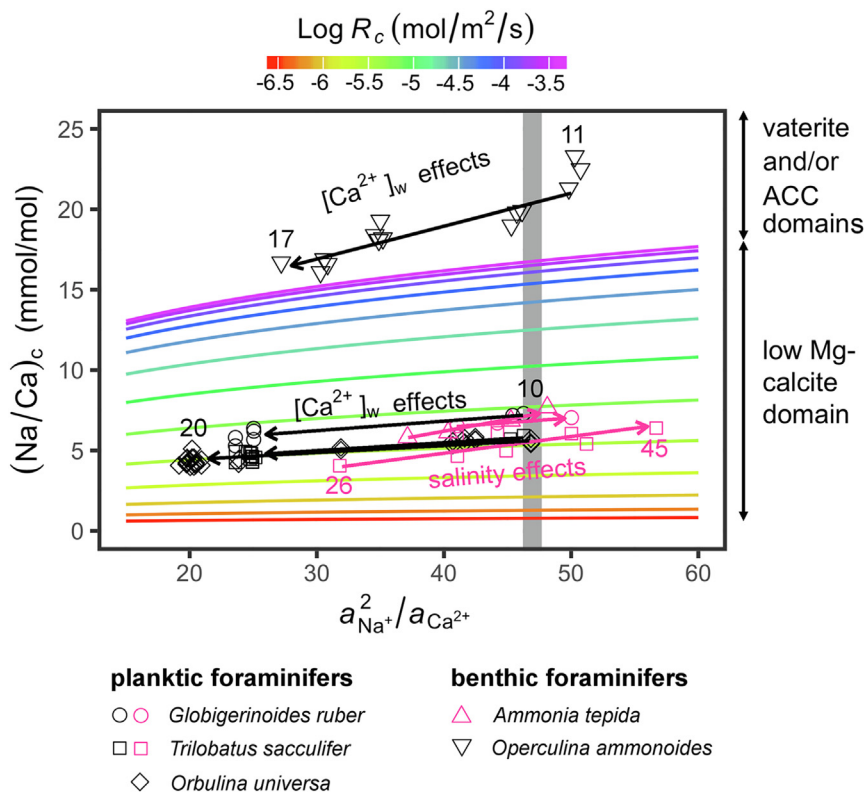 Log R_c (mol/m²/s)
-6.5 -6 -5.5 -5 -4.5 -4 -3.5
(Na/Ca)_c (mmol/mol)
25
20
15
10
5
0
11
[Ca²⁺]_w effects
17
10
[Ca²⁺]_w effects
20
45
26
salinity effects
vaterite
and/or
ACC
domains
low Mg-
calcite
domain
20 30 40 50 60
a²_Na⁺/a_Ca²⁺
planktic foraminifers benthic foraminifers
Globigerinoides ruber Ammonia tepida
Trilobatus sacculifer Operculina ammonoides
Orbulina universa